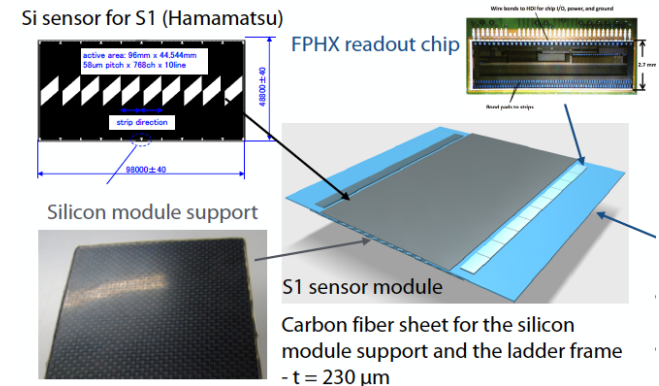 Si sensor for S1 (Hamamatsu)
active area: 96mm x 44.544mm
58um pitch x 768ch x 10line
strip direction
48800±40
98000±40
FPHX readout chip
Wire bonds to HDI for chip I/O, power, and ground
2.7 mm
Bond pads to strips
Silicon module support
S1 sensor module
Carbon fiber sheet for the silicon
module support and the ladder frame
- t = 230 μm